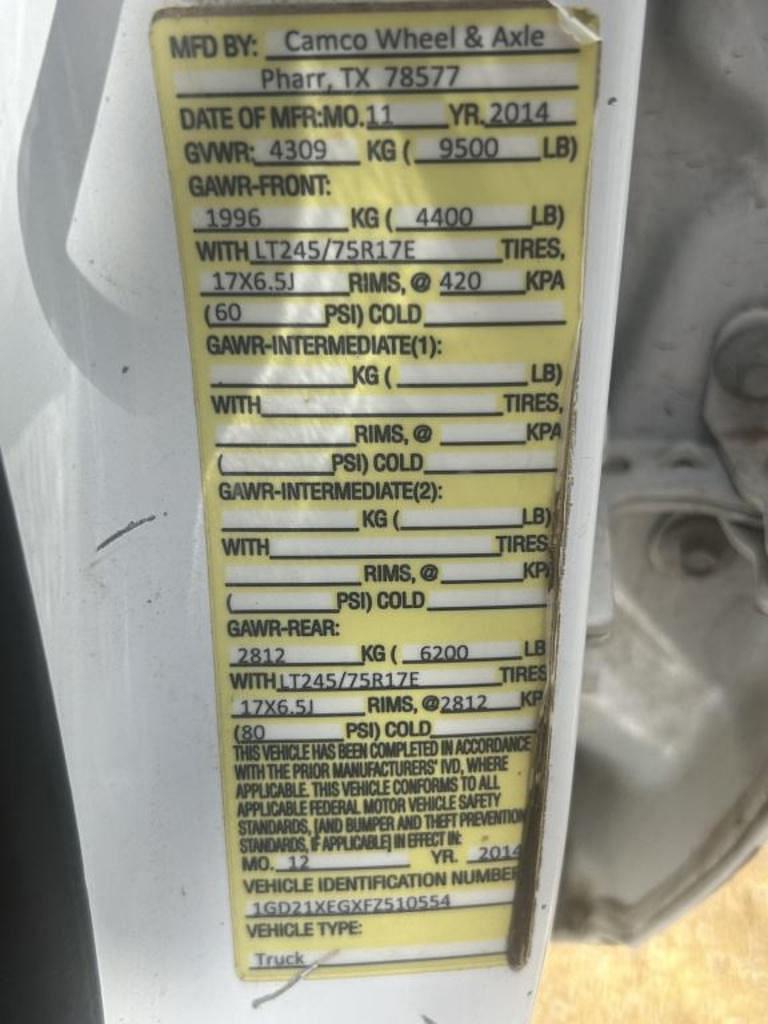 MFD BY: Camco Wheel & Axle
Pharr, TX 78577
DATE OF MFR:MO.11 YR.2014
GVWR: 4309 KG ( 9500 LB)
GAWR-FRONT:
1996 KG ( 4400 LB)
WITH LT245/75R17E TIRES,
17X6.5J RIMS, @ 420 KPA
(60 PSI) COLD
GAWR-INTERMEDIATE(1):
KG ( LB)
WITH TIRES,
RIMS, @ KPA
( PSI) COLD
GAWR-INTERMEDIATE(2):
KG ( LB)
WITH TIRES
RIMS, @ KP
( PSI) COLD
GAWR-REAR:
2812 KG ( 6200 LB
WITH LT245/75R17E TIRES
17X6.5J RIMS, @2812 KP
(80 PSI) COLD
THIS VEHICLE HAS BEEN COMPLETED IN ACCORDANCE
WITH THE PRIOR MANUFACTURERS' IVD, WHERE
APPLICABLE. THIS VEHICLE CONFORMS TO ALL
APPLICABLE FEDERAL MOTOR VEHICLE SAFETY
STANDARDS, [AND BUMPER AND THEFT PREVENTION
STANDARDS, IF APPLICABLE] IN EFFECT IN:
MO. 12 YR. 2014
VEHICLE IDENTIFICATION NUMBER
1GD21XEGXFZ510554
VEHICLE TYPE:
Truck